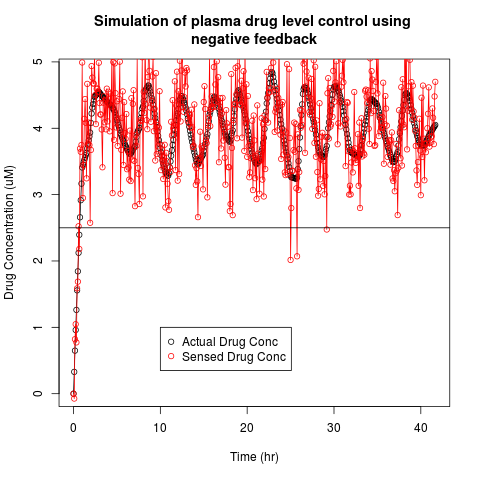 Simulation of plasma drug level control using
negative feedback
Drug Concentration (uM)
5
4
3
2
1
0
Actual Drug Conc
Sensed Drug Conc
0 10 20 30 40
Time (hr)